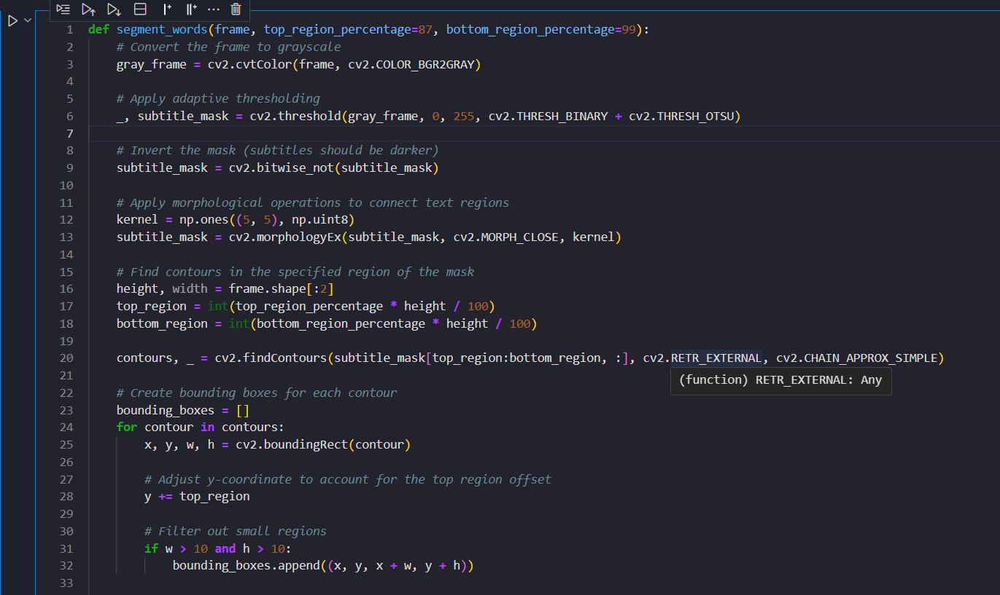 1 def segment_words(frame, top_region_percentage=87, bottom_region_percentage=99):
2     # Convert the frame to grayscale
3     gray_frame = cv2.cvtColor(frame, cv2.COLOR_BGR2GRAY)
4
5     # Apply adaptive thresholding
6     _, subtitle_mask = cv2.threshold(gray_frame, 0, 255, cv2.THRESH_BINARY + cv2.THRESH_OTSU)
7
8     # Invert the mask (subtitles should be darker)
9     subtitle_mask = cv2.bitwise_not(subtitle_mask)
10
11     # Apply morphological operations to connect text regions
12     kernel = np.ones((5, 5), np.uint8)
13     subtitle_mask = cv2.morphologyEx(subtitle_mask, cv2.MORPH_CLOSE, kernel)
14
15     # Find contours in the specified region of the mask
16     height, width = frame.shape[:2]
17     top_region = int(top_region_percentage * height / 100)
18     bottom_region = int(bottom_region_percentage * height / 100)
19
20     contours, _ = cv2.findContours(subtitle_mask[top_region:bottom_region, :], cv2.RETR_EXTERNAL, cv2.CHAIN_APPROX_SIMPLE)
21
(function) RETR_EXTERNAL: Any
22     # Create bounding boxes for each contour
23     bounding_boxes = []
24     for contour in contours:
25         x, y, w, h = cv2.boundingRect(contour)
26
27         # Adjust y-coordinate to account for the top region offset
28         y += top_region
29
30         # Filter out small regions
31         if w > 10 and h > 10:
32             bounding_boxes.append((x, y, x + w, y + h))
33